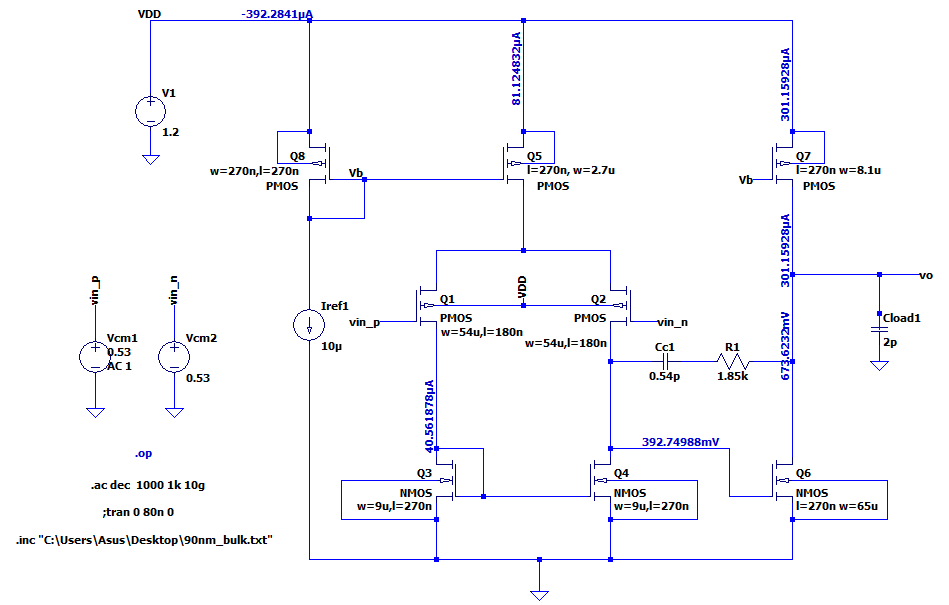 VDD
-392.2841µA
V1
1.2
81.124832µA
301.15928µA
Q8
w=270n,l=270n
PMOS
Vb
Q5
l=270n, w=2.7u
PMOS
Q7
l=270n w=8.1u
PMOS
Vb
301.15928µA
vo
vin_p
vin_n
VDD
Iref1
10µ
Q1
PMOS
w=54u,l=180n
vin_p
Q2
PMOS
w=54u,l=180n
vin_n
Cload1
2p
Vcm1
0.53
AC 1
Vcm2
0.53
Cc1
0.54p
R1
1.85k
673.6232mV
40.561878µA
392.74988mV
.op
.ac dec 1000 1k 10g
;tran 0 80n 0
.inc "C:\Users\Asus\Desktop\90nm_bulk.txt"
Q3
NMOS
w=9u,l=270n
Q4
NMOS
w=9u,l=270n
Q6
NMOS
l=270n w=65u